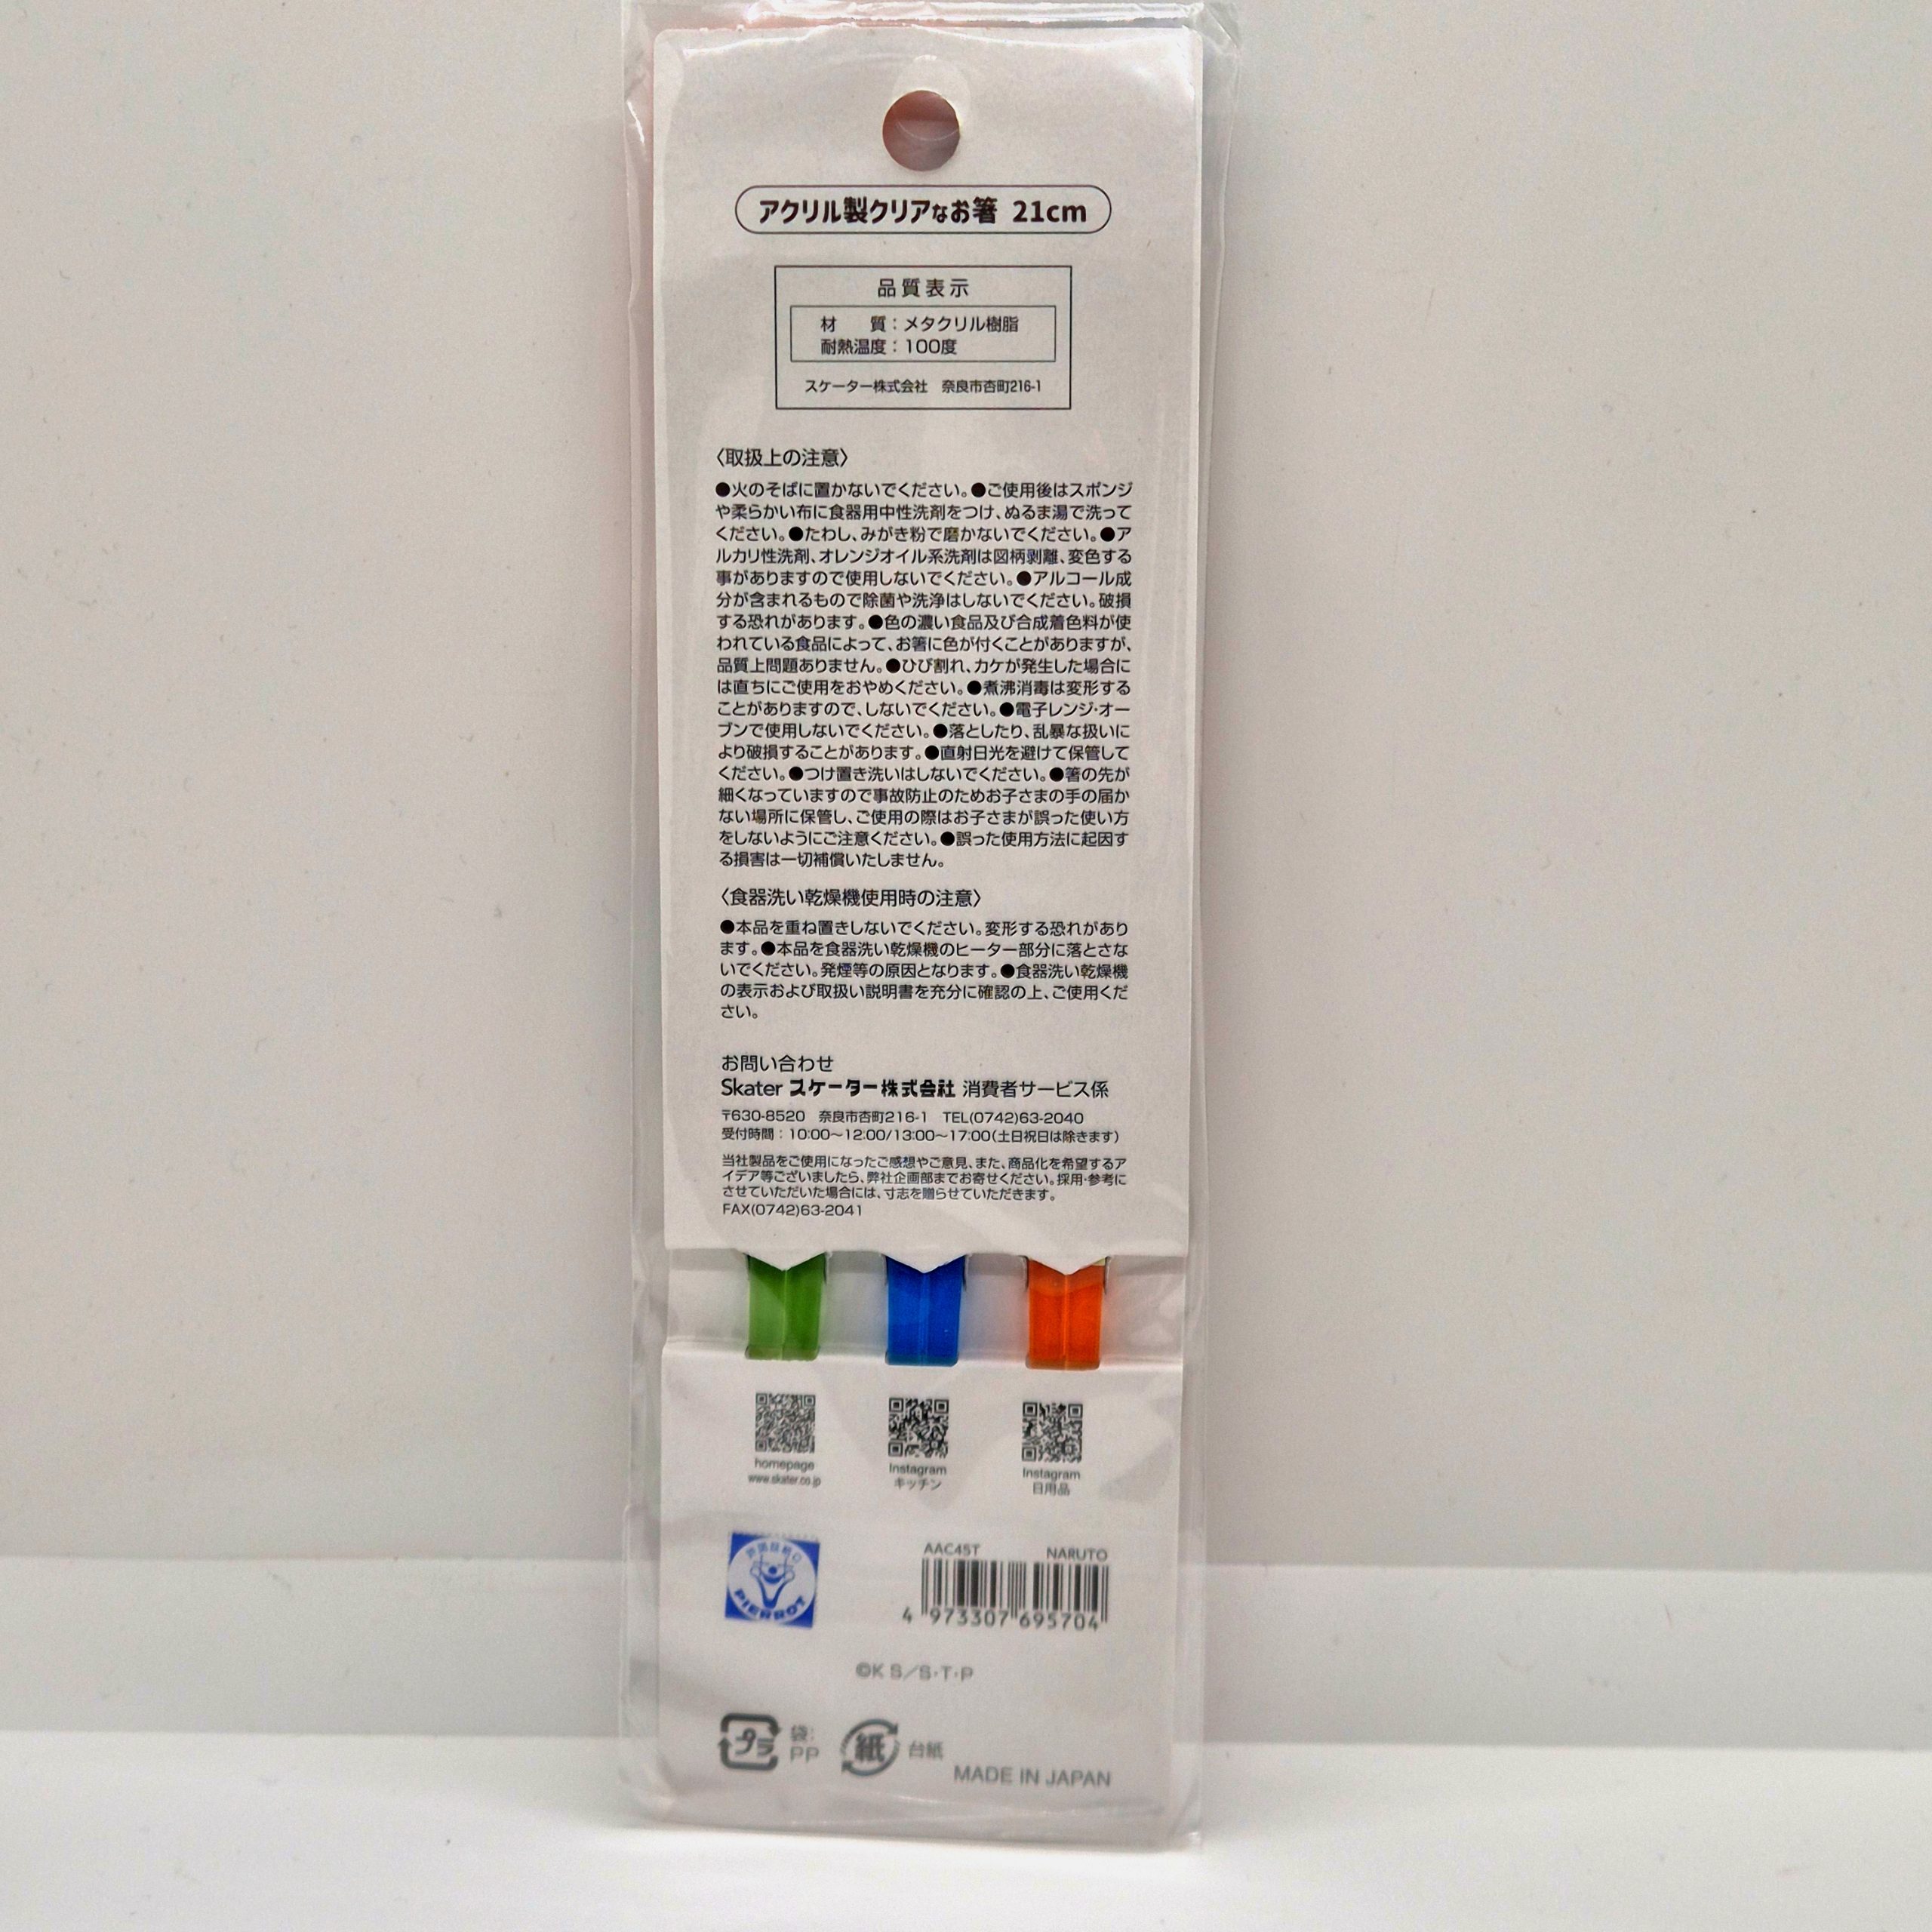 アクリル製クリアなお箸 21cm
品質表示
材　質：メタクリル樹脂
耐熱温度：100度
スケーター株式会社　奈良市杏町216-1
〈取扱上の注意〉
●火のそばに置かないでください。●ご使用後はスポンジ
や柔らかい布に食器用中性洗剤をつけ、ぬるま湯で洗って
ください。●たわし、みがき粉で磨かないでください。●ア
ルカリ性洗剤、オレンジオイル系洗剤は図柄剥離、変色する
事がありますので使用しないでください。●アルコール成
分が含まれるもので除菌や洗浄はしないでください。破損
する恐れがあります。●色の濃い食品及び合成着色料が使
われている食品によって、お箸に色が付くことがありますが、
品質上問題ありません。●ひび割れ、カケが発生した場合に
は直ちにご使用をおやめください。●煮沸消毒は変形する
ことがありますので、しないでください。●電子レンジ・オー
ブンで使用しないでください。●落としたり、乱暴な扱いに
より破損することがあります。●直射日光を避けて保管して
ください。●つけ置き洗いはしないでください。●箸の先が
細くなっていますので事故防止のためお子さまの手の届か
ない場所に保管し、ご使用の際はお子さまが誤った使い方
をしないようにご注意ください。●誤った使用方法に起因す
る損害は一切補償いたしません。
〈食器洗い乾燥機使用時の注意〉
●本品を重ね置きしないでください。変形する恐れがあり
ます。●本品を食器洗い乾燥機のヒーター部分に落とさな
いでください。発煙等の原因となります。●食器洗い乾燥機
の表示および取扱い説明書を充分に確認の上、ご使用くだ
さい。
お問い合わせ
Skater スケーター株式会社 消費者サービス係
〒630-8520　奈良市杏町216-1　TEL(0742)63-2040
受付時間：10:00～12:00/13:00～17:00(土日祝日は除きます)
当社製品をご使用になったご感想やご意見、また、商品化を希望するア
イデア等ございましたら、弊社企画部までお寄せください。採用・参考に
させていただいた場合には、寸志を贈らせていただきます。
FAX(0742)63-2041
homepage
www.skater.co.jp
Instagram
キッチン
Instagram
日用品
PIERROT
AAC45T NARUTO
4 973307 695704
©K S／S・T・P
プラ 袋:
PP
紙 台紙
MADE IN JAPAN